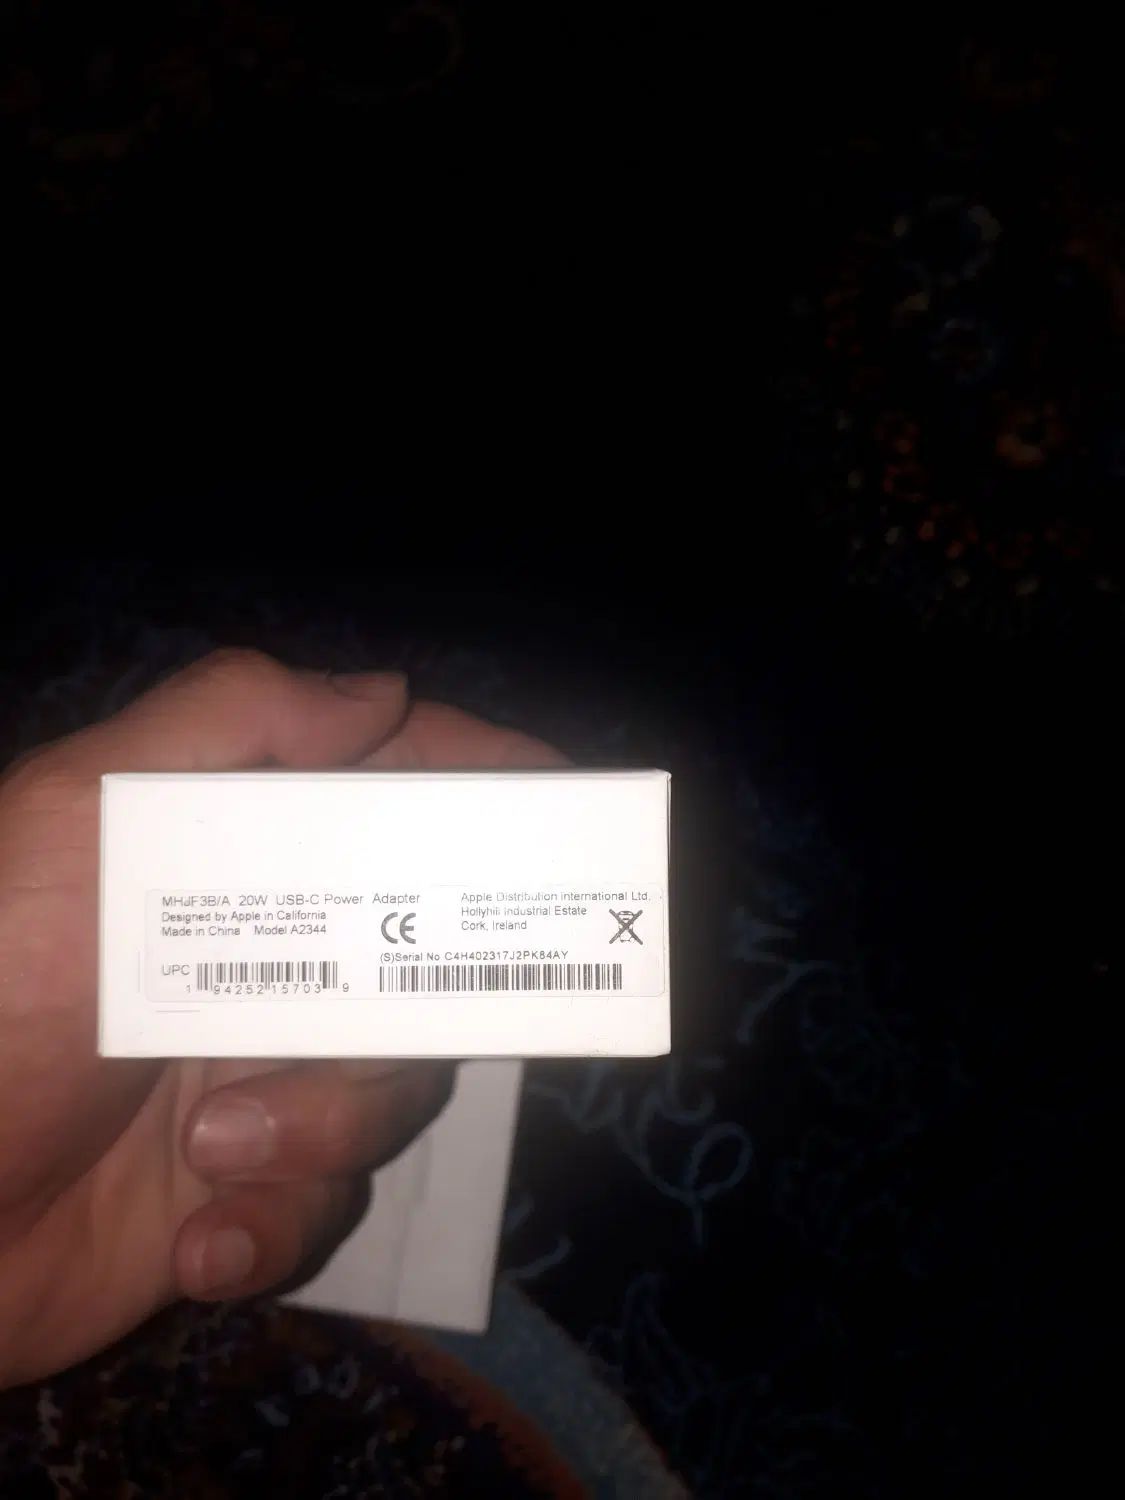 MHJF3B/A 20W USB-C Power Adapter
Designed by Apple in California
Made in China Model A2344
Apple Distribution International Ltd.
Hollyhill Industrial Estate
Cork, Ireland
CE
(S)Serial No C4H402317J2PK84AY
UPC
1 94252 15703 9